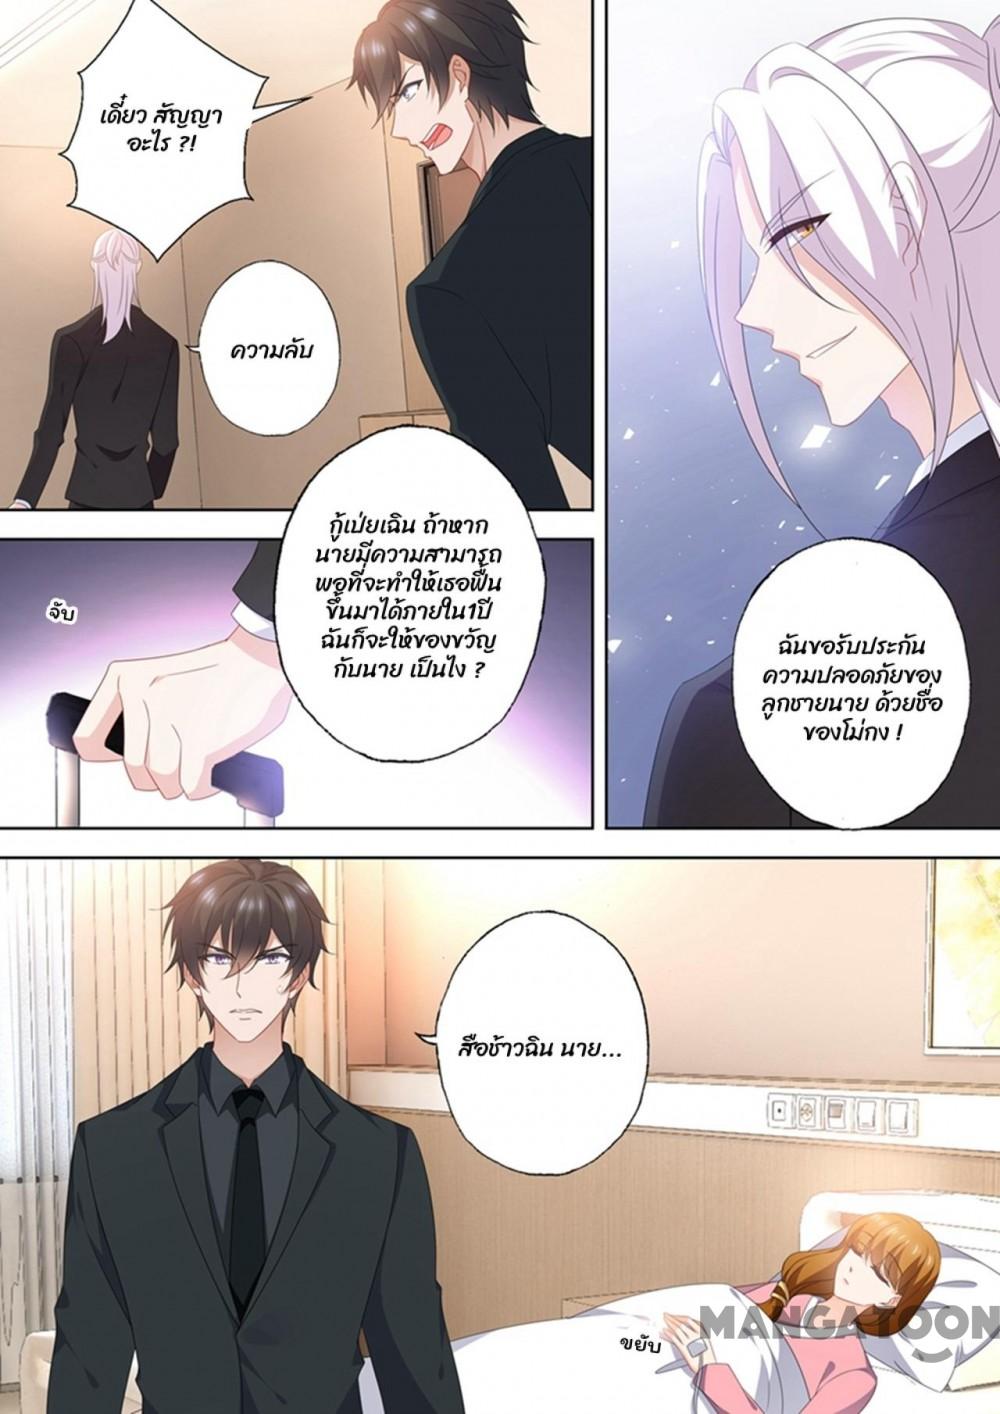 เดี๋ยว สัญญา
อะไร ?!
ความลับ
ฉันขอรับประกัน
ความปลอดภัยของ
ลูกชายนาย ด้วยชื่อ
ของโม่กง !
กู้เป่ยเฉิน ถ้าหาก
นายมีความสามารถ
พอที่จะทำให้เธอฟื้น
ขึ้นมาได้ภายใน1ปี
ฉันก็จะให้ของขวัญ
กับนาย เป็นไง ?
จับ
สือช้าวฉิน นาย...
ขยับ
MANGATOON